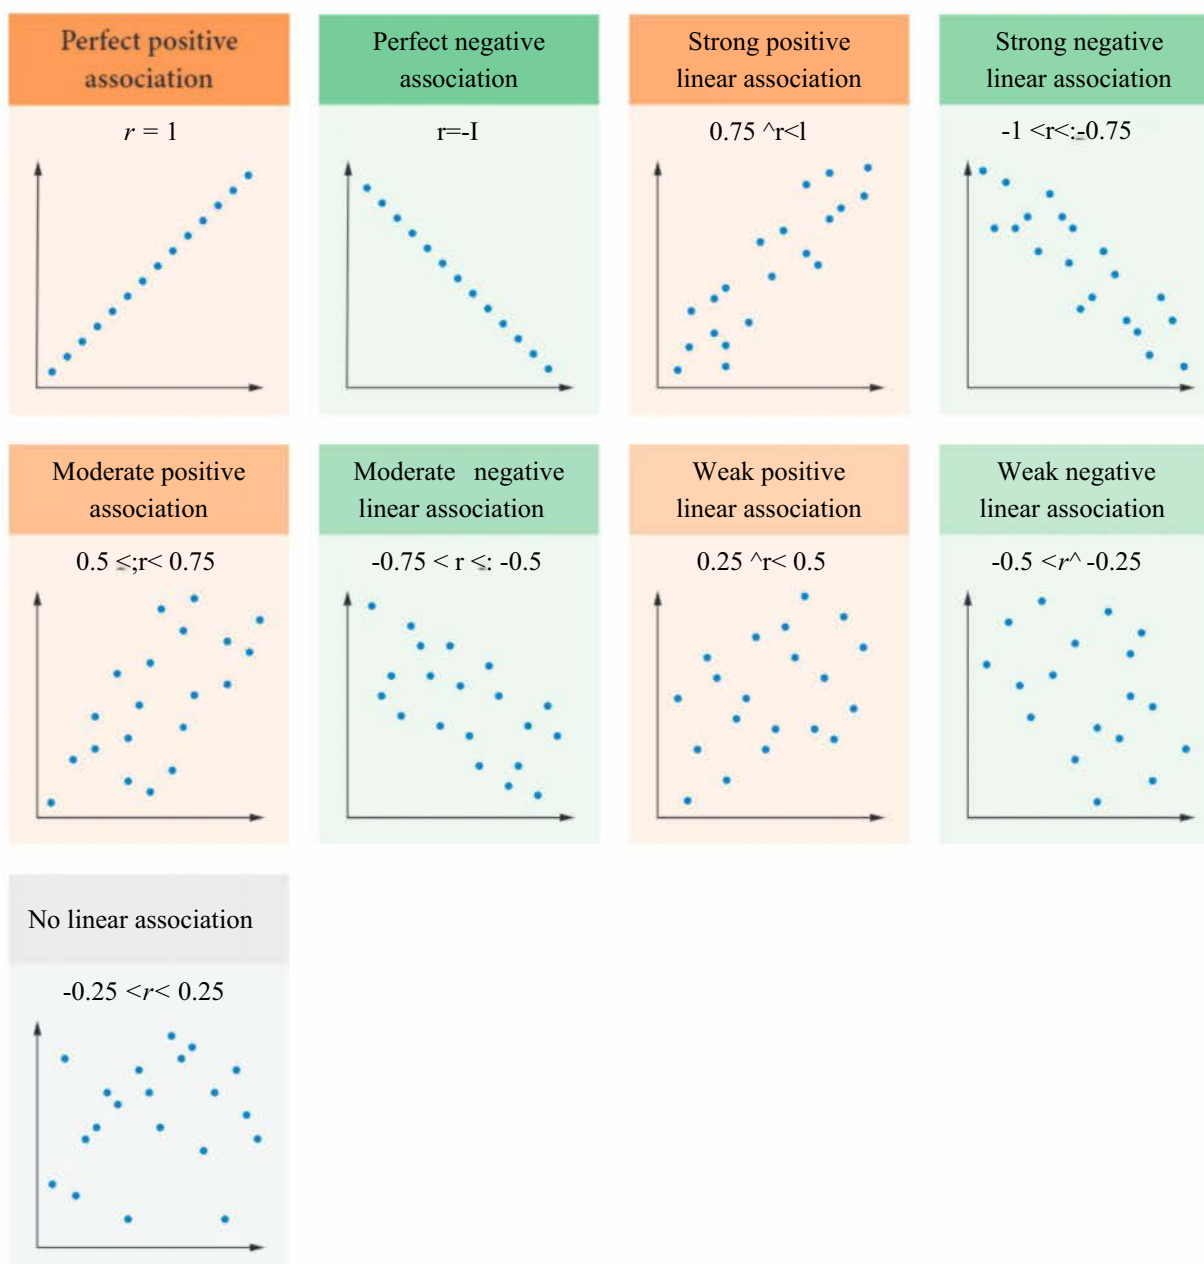 Perfect positive
association
r = 1
Perfect negative
association
r=-I
Strong positive
linear association
0.75 ^r<l
Strong negative
linear association
-1 <r<:-0.75
Moderate positive
association
0.5 ≤;r< 0.75
Moderate negative
linear association
-0.75 < r ≤: -0.5
Weak positive
linear association
0.25 ^r< 0.5
Weak negative
linear association
-0.5 <r^ -0.25
No linear association
-0.25 <r< 0.25